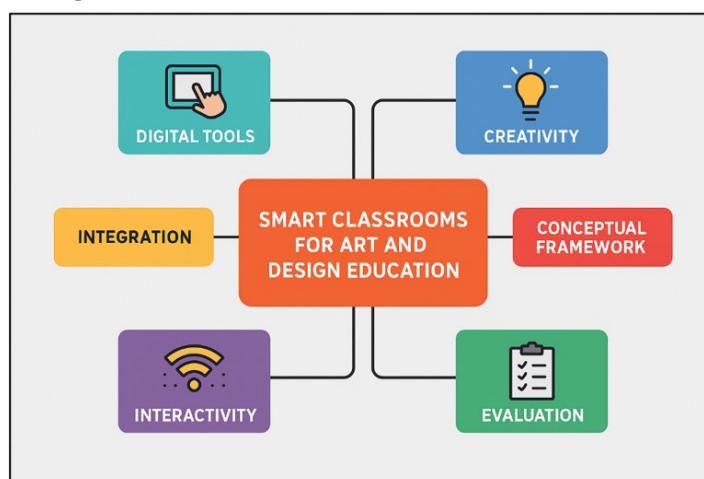 DIGITAL TOOLS
CREATIVITY
INTEGRATION
SMART CLASSROOMS
FOR ART AND
DESIGN EDUCATION
CONCEPTUAL
FRAMEWORK
INTERACTIVITY
EVALUATION